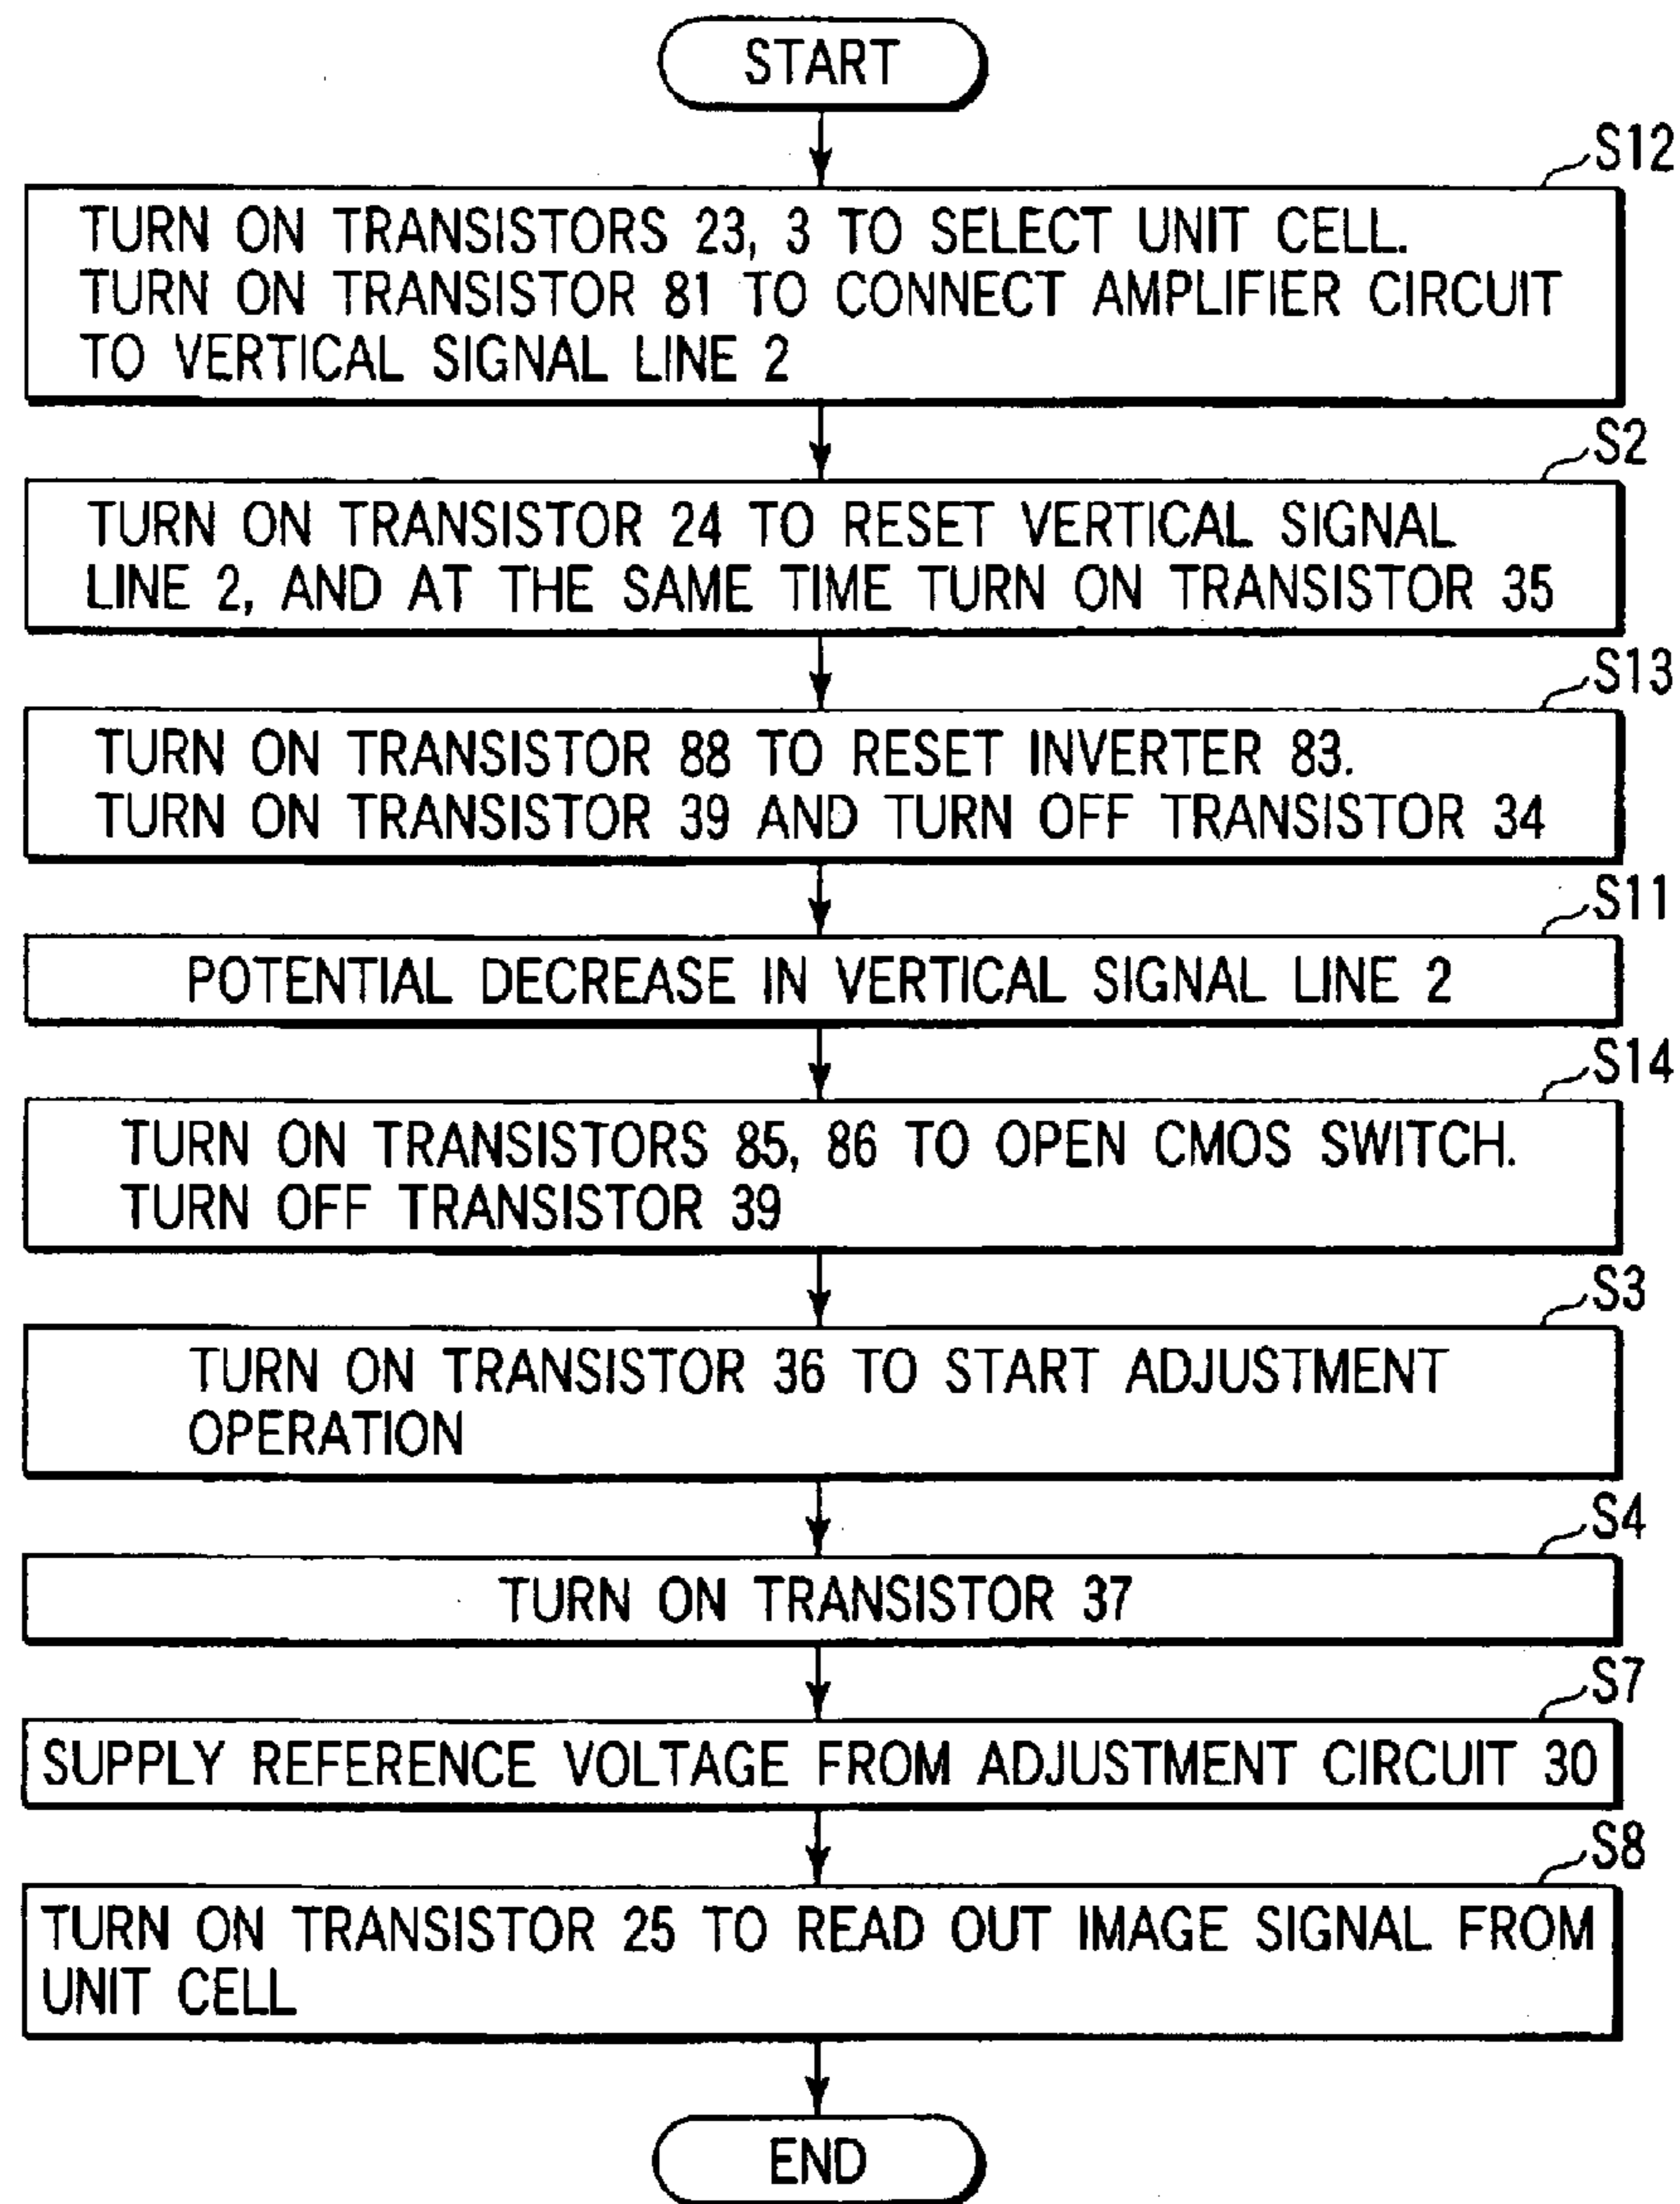 START
S12
TURN ON TRANSISTORS 23, 3 TO SELECT UNIT CELL.
TURN ON TRANSISTOR 81 TO CONNECT AMPLIFIER CIRCUIT
TO VERTICAL SIGNAL LINE 2
S2
TURN ON TRANSISTOR 24 TO RESET VERTICAL SIGNAL
LINE 2, AND AT THE SAME TIME TURN ON TRANSISTOR 35
S13
TURN ON TRANSISTOR 88 TO RESET INVERTER 83.
TURN ON TRANSISTOR 39 AND TURN OFF TRANSISTOR 34
S11
POTENTIAL DECREASE IN VERTICAL SIGNAL LINE 2
S14
TURN ON TRANSISTORS 85, 86 TO OPEN CMOS SWITCH.
TURN OFF TRANSISTOR 39
S3
TURN ON TRANSISTOR 36 TO START ADJUSTMENT
OPERATION
S4
TURN ON TRANSISTOR 37
S7
SUPPLY REFERENCE VOLTAGE FROM ADJUSTMENT CIRCUIT 30
S8
TURN ON TRANSISTOR 25 TO READ OUT IMAGE SIGNAL FROM
UNIT CELL
END